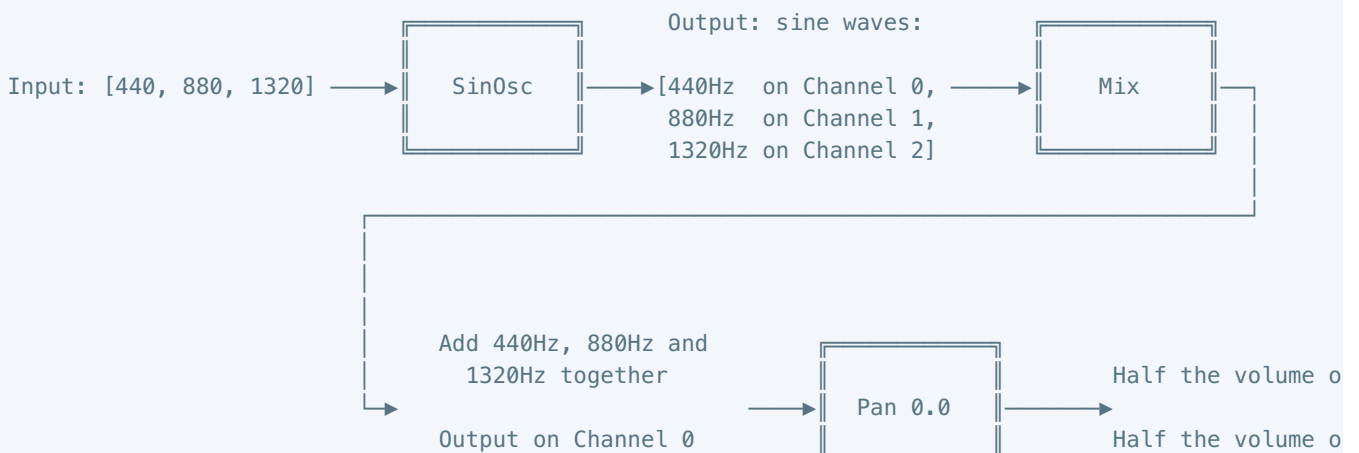 Output: sine waves:
Input: [440, 880, 1320] SinOsc [440Hz on Channel 0, Mix
880Hz on Channel 1,
1320Hz on Channel 2]
Add 440Hz, 880Hz and
1320Hz together Half the volume o
Pan 0.0
Output on Channel 0 Half the volume o